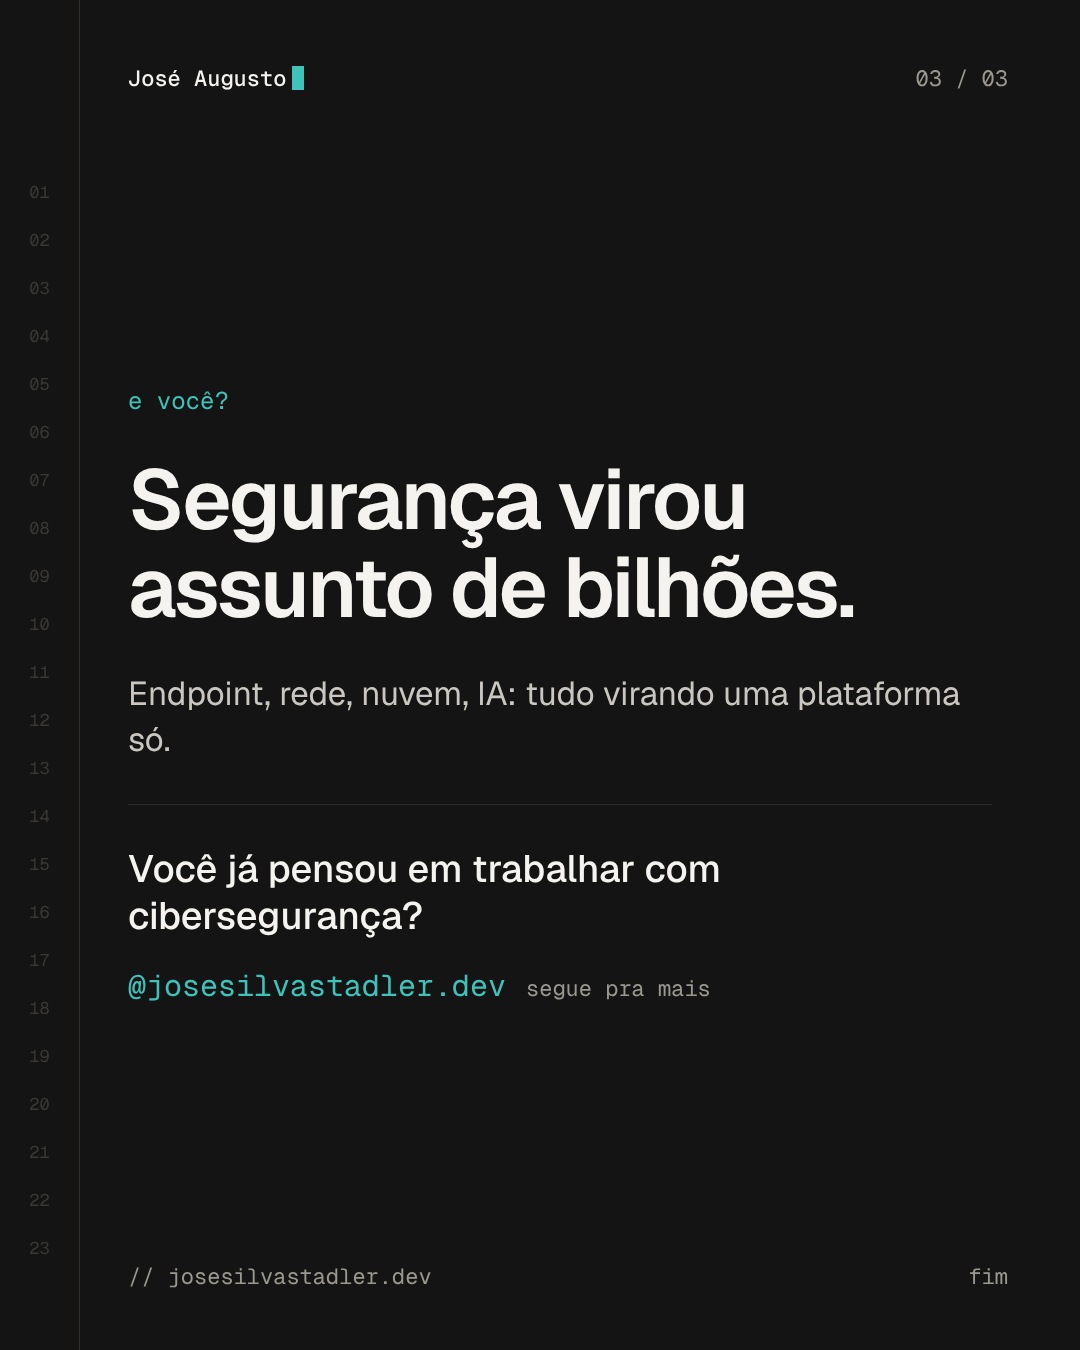 José Augusto
03 / 03
01
02
03
04
05
06
07
08
09
10
11
12
13
14
15
16
17
18
19
20
21
22
23
e você?
Segurança virou
assunto de bilhões.
Endpoint, rede, nuvem, IA: tudo virando uma plataforma
só.
Você já pensou em trabalhar com
cibersegurança?
@josesilvastadler.dev segue pra mais
// josesilvastadler.dev
fim